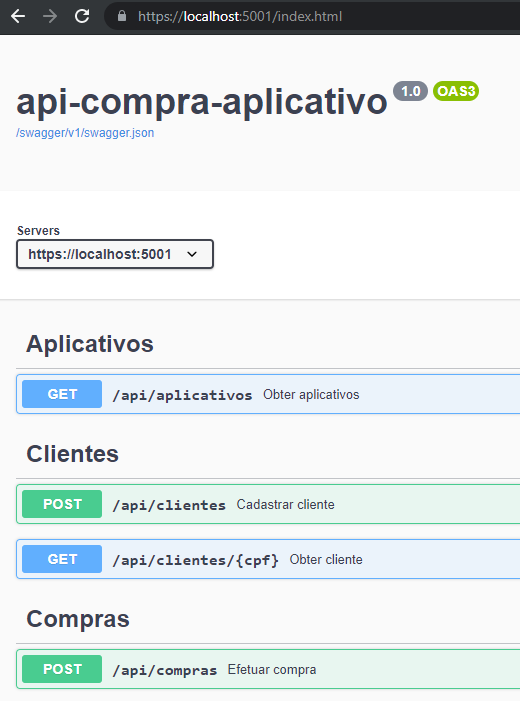 https://localhost:5001/index.html
api-compra-aplicativo 1.0 OAS3
/swagger/v1/swagger.json
Servers
https://localhost:5001
Aplicativos
GET /api/aplicativos Obter aplicativos
Clientes
POST /api/clientes Cadastrar cliente
GET /api/clientes/{cpf} Obter cliente
Compras
POST /api/compras Efetuar compra